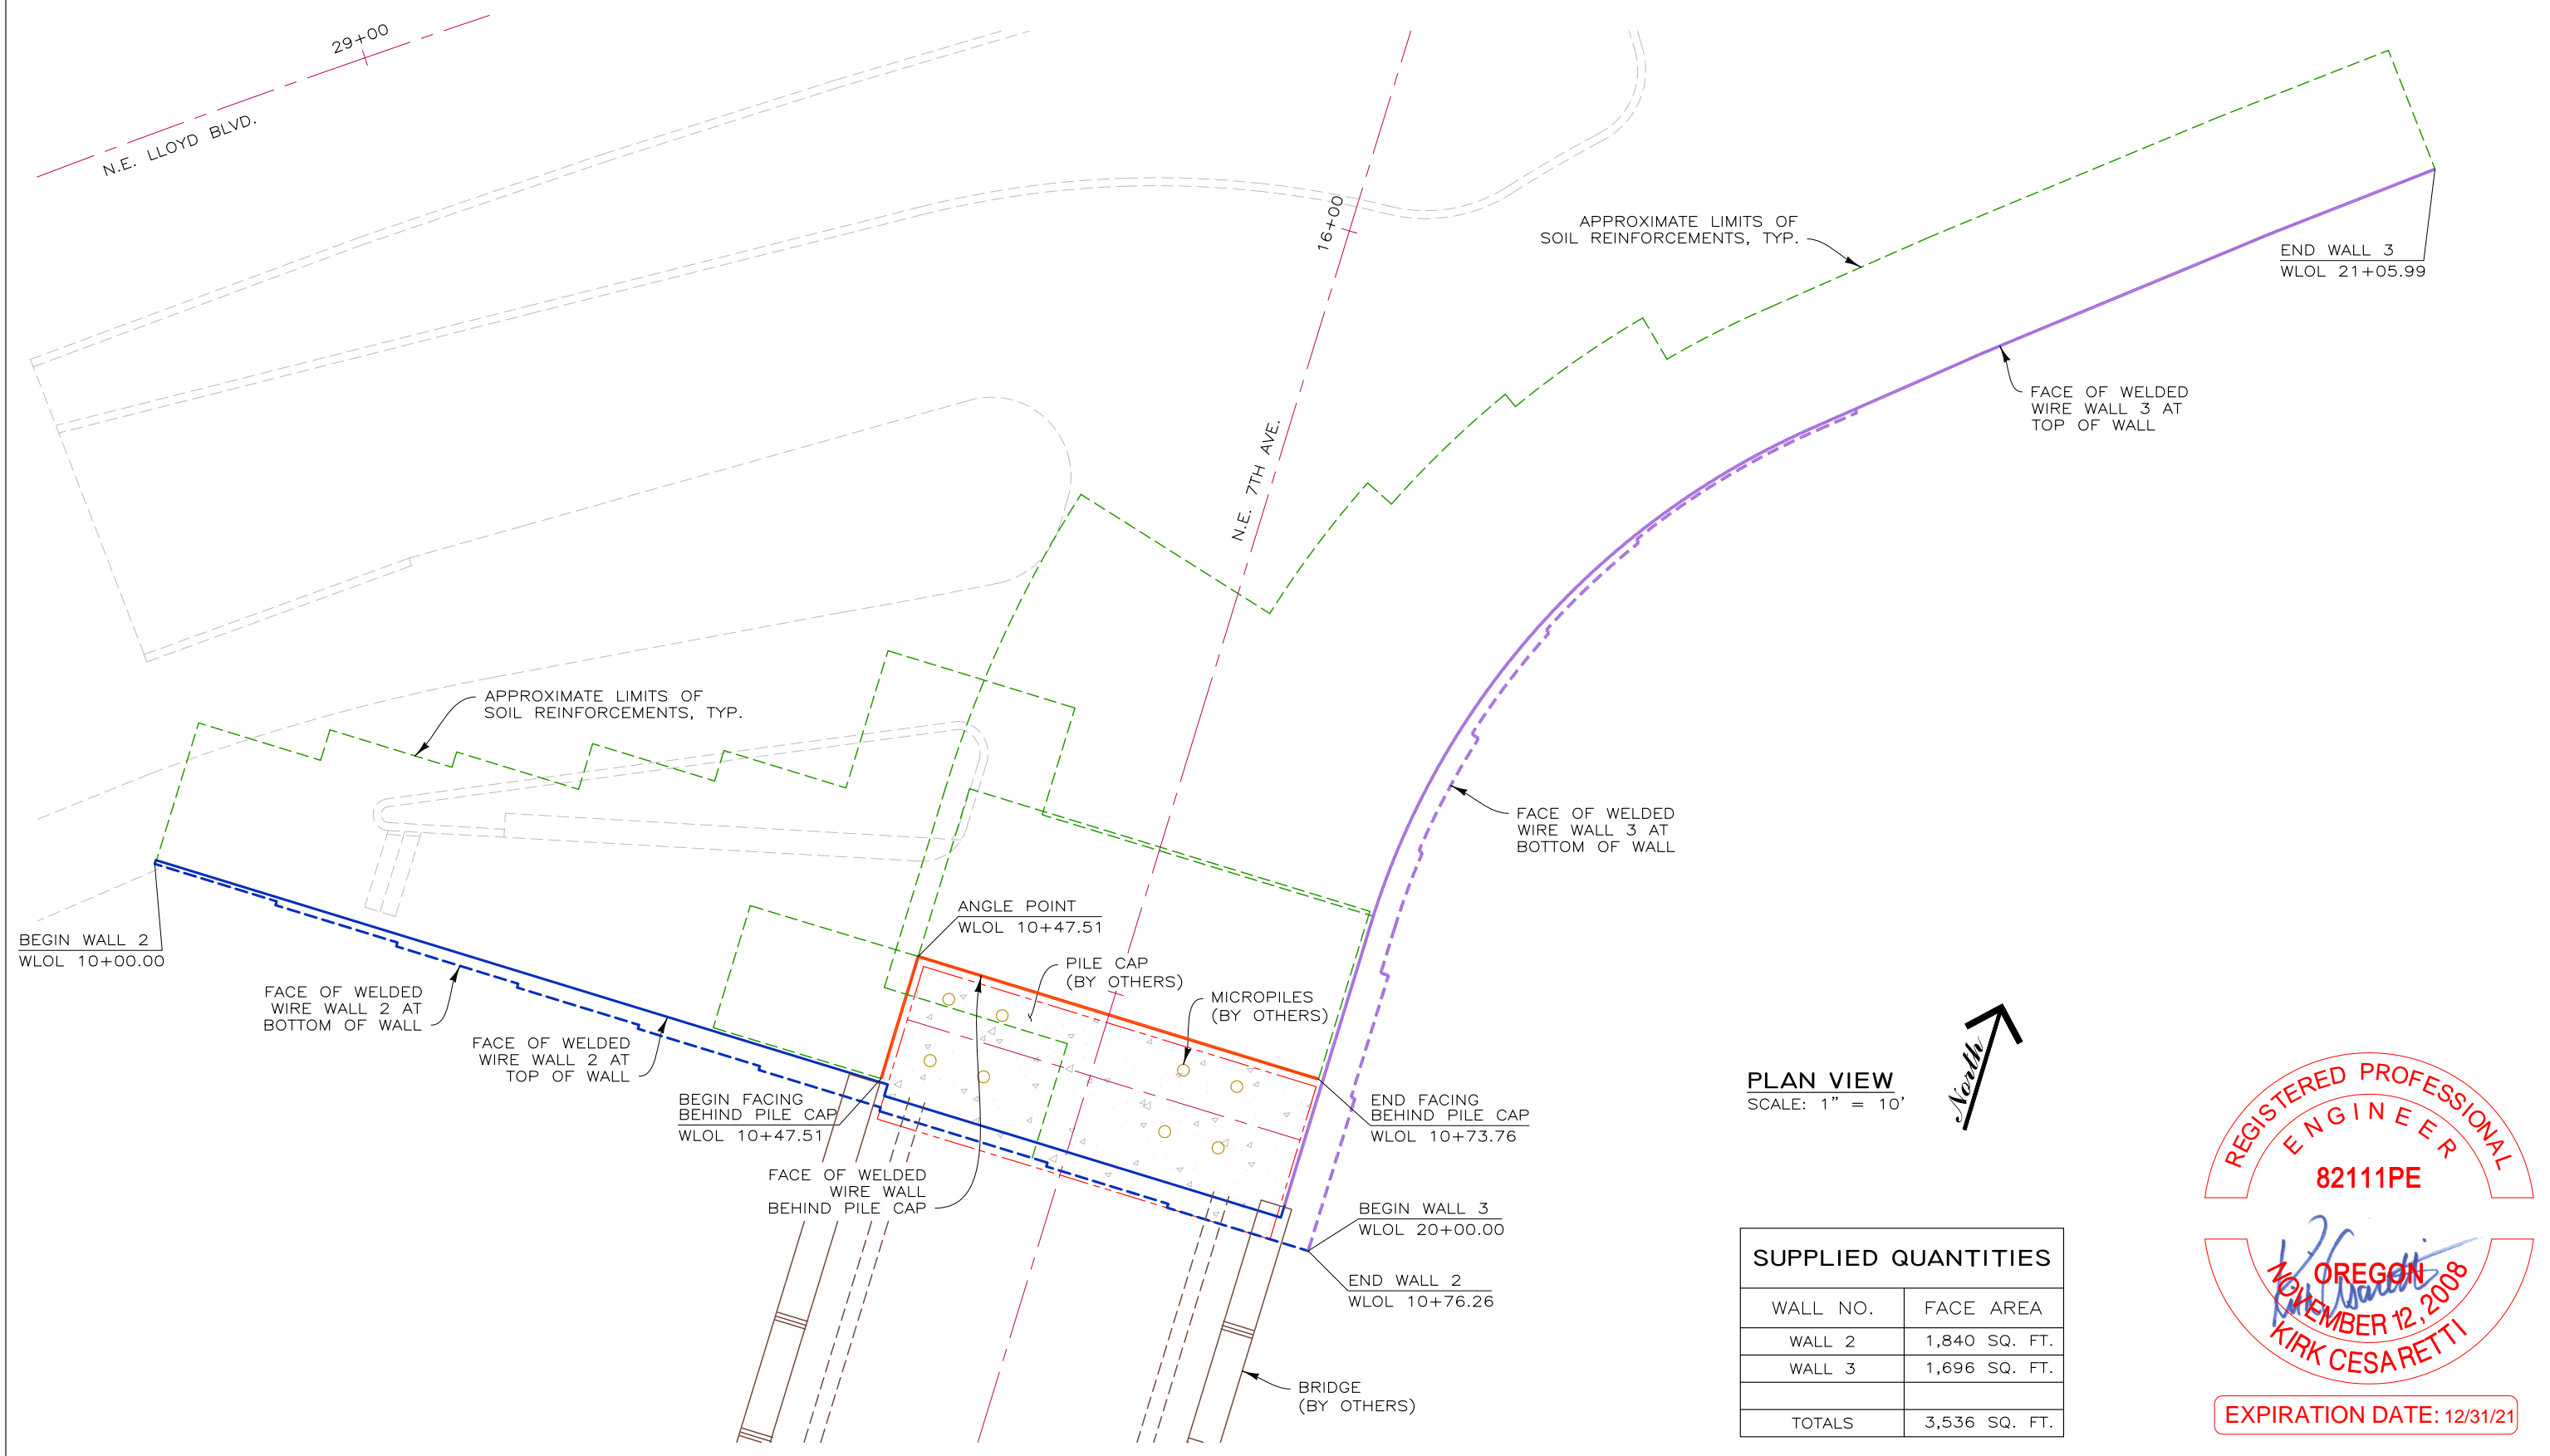 29+00
N.E. LLOYD BLVD.
16+00
N.E. 7TH AVE.
APPROXIMATE LIMITS OF
SOIL REINFORCEMENTS, TYP.
END WALL 3
WLOL 21+05.99
FACE OF WELDED
WIRE WALL 3 AT
TOP OF WALL
APPROXIMATE LIMITS OF
SOIL REINFORCEMENTS, TYP.
FACE OF WELDED
WIRE WALL 3 AT
BOTTOM OF WALL
ANGLE POINT
WLOL 10+47.51
BEGIN WALL 2
WLOL 10+00.00
PILE CAP
(BY OTHERS)
MICROPILES
(BY OTHERS)
FACE OF WELDED
WIRE WALL 2 AT
BOTTOM OF WALL
FACE OF WELDED
WIRE WALL 2 AT
TOP OF WALL
BEGIN FACING
BEHIND PILE CAP
WLOL 10+47.51
END FACING
BEHIND PILE CAP
WLOL 10+73.76
FACE OF WELDED
WIRE WALL
BEHIND PILE CAP
BEGIN WALL 3
WLOL 20+00.00
END WALL 2
WLOL 10+76.26
BRIDGE
(BY OTHERS)
PLAN VIEW
SCALE: 1" = 10'
North
SUPPLIED QUANTITIES
WALL NO. FACE AREA
WALL 2 1,840 SQ. FT.
WALL 3 1,696 SQ. FT.
TOTALS 3,536 SQ. FT.
REGISTERED PROFESSIONAL
ENGINEER
82111PE
OREGON
NOVEMBER 12, 2008
KIRK CESARETTI
EXPIRATION DATE: 12/31/21